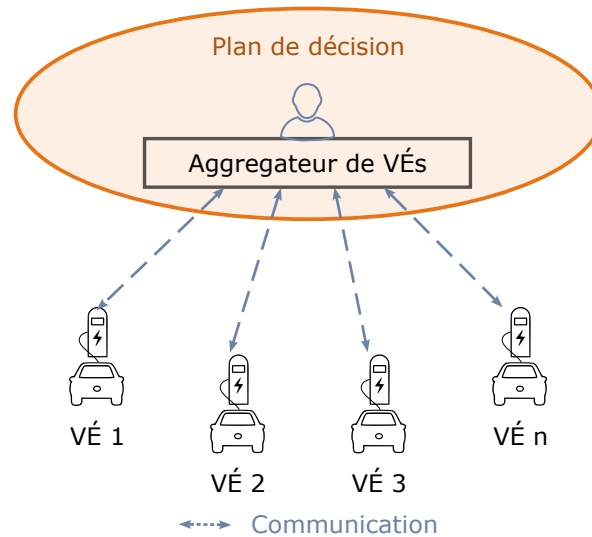 Plan de décision
Aggregateur de VÉs
VÉ 1
VÉ 2
VÉ 3
VÉ n
Communication